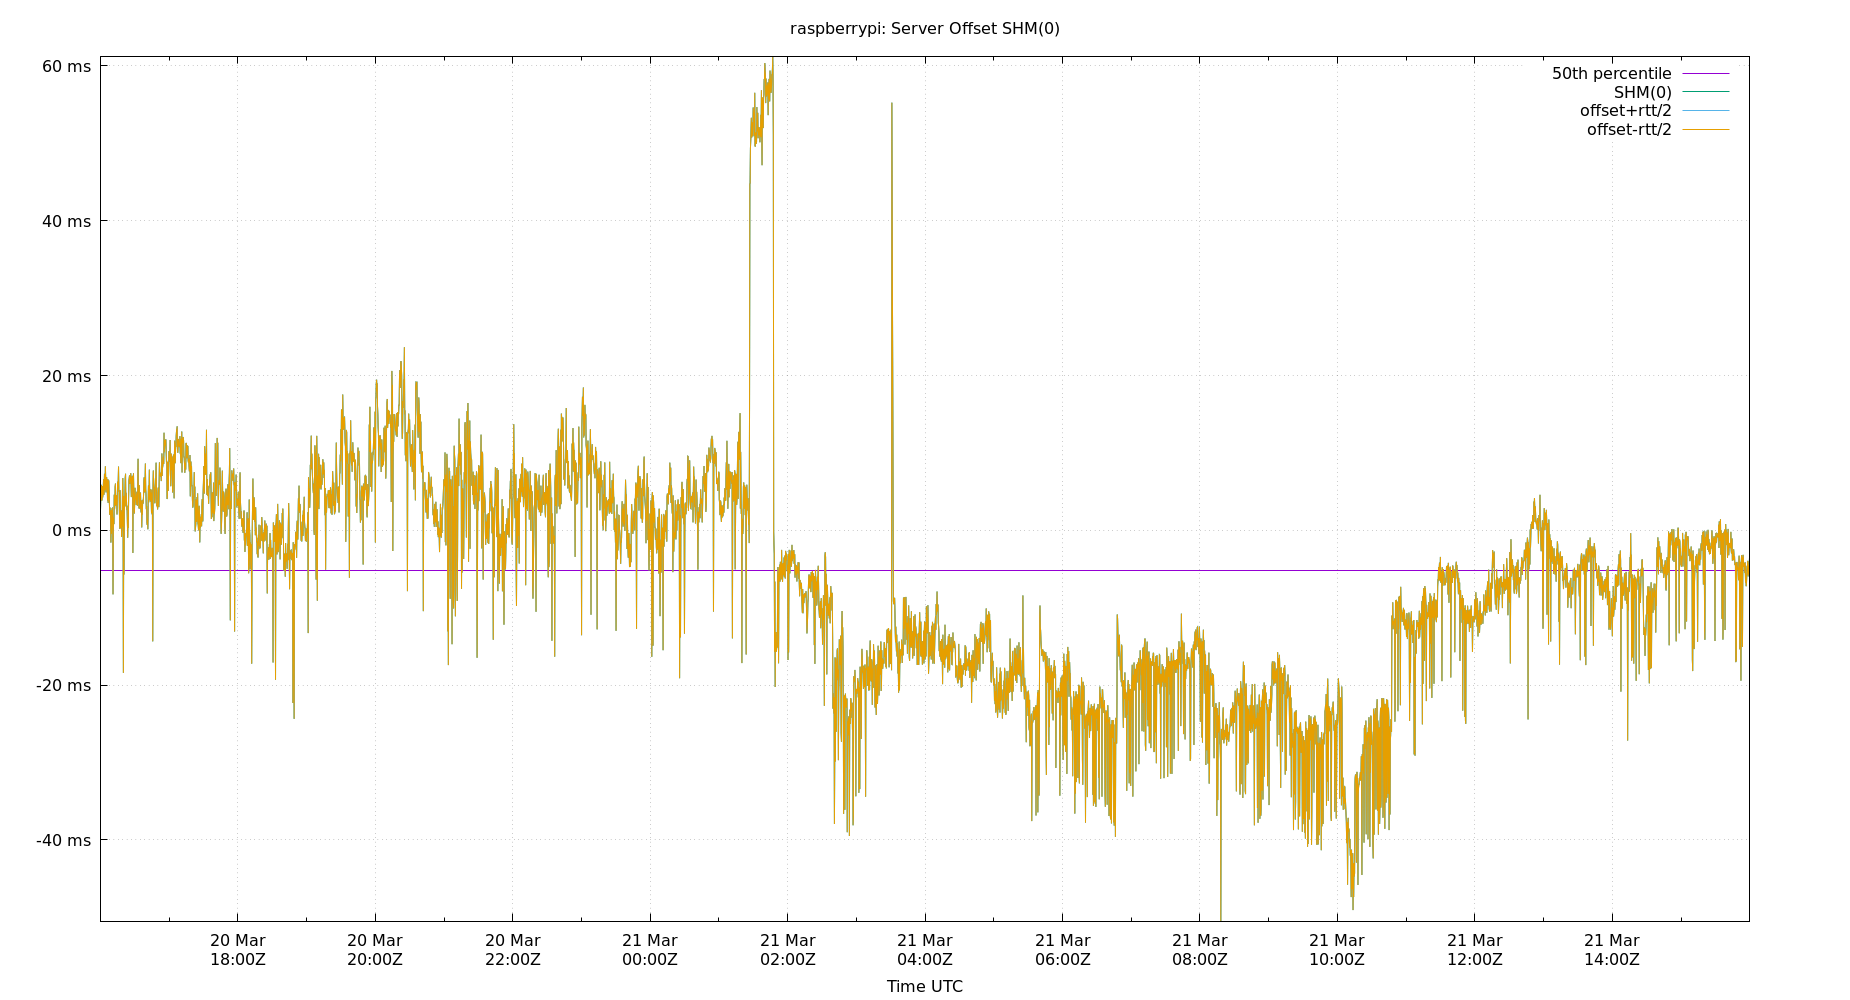 raspberrypi: Server Offset SHM(0)
60 ms
40 ms
20 ms
0 ms
-20 ms
-40 ms
50th percentile
SHM(0)
offset+rtt/2
offset-rtt/2
20 Mar
18:00Z
20 Mar
20:00Z
20 Mar
22:00Z
21 Mar
00:00Z
21 Mar
02:00Z
21 Mar
04:00Z
21 Mar
06:00Z
21 Mar
08:00Z
21 Mar
10:00Z
21 Mar
12:00Z
21 Mar
14:00Z
Time UTC